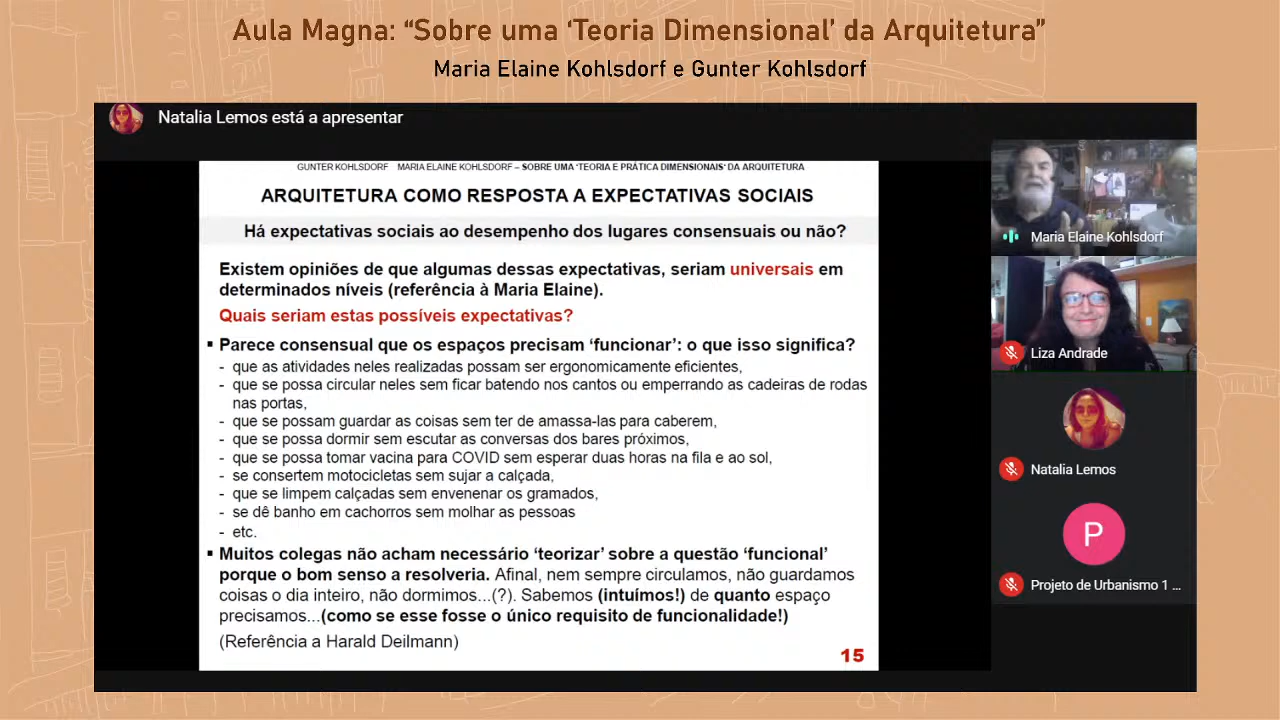 Aula Magna: “Sobre uma ‘Teoria Dimensional’ da Arquitetura”
Maria Elaine Kohlsdorf e Gunter Kohlsdorf
Natalia Lemos está a apresentar
GUNTER KOHLSDORF MARIA ELAINE KOHLSDORF – SOBRE UMA ‘TEORIA E PRÁTICA DIMENSIONAIS’ DA ARQUITETURA
ARQUITETURA COMO RESPOSTA A EXPECTATIVAS SOCIAIS
Há expectativas sociais ao desempenho dos lugares consensuais ou não?
Existem opiniões de que algumas dessas expectativas, seriam universais em
determinados níveis (referência à Maria Elaine).
Quais seriam estas possíveis expectativas?
▪ Parece consensual que os espaços precisam ‘funcionar’: o que isso significa?
- que as atividades neles realizadas possam ser ergonomicamente eficientes,
- que se possa circular neles sem ficar batendo nos cantos ou emperrando as cadeiras de rodas
nas portas,
- que se possam guardar as coisas sem ter de amassa-las para caberem,
- que se possa dormir sem escutar as conversas dos bares próximos,
- que se possa tomar vacina para COVID sem esperar duas horas na fila e ao sol,
- se consertem motocicletas sem sujar a calçada,
- que se limpem calçadas sem envenenar os gramados,
- se dê banho em cachorros sem molhar as pessoas
- etc.
▪ Muitos colegas não acham necessário ‘teorizar’ sobre a questão ‘funcional’
porque o bom senso a resolveria. Afinal, nem sempre circulamos, não guardamos
coisas o dia inteiro, não dormimos...(?). Sabemos (intuímos!) de quanto espaço
precisamos...(como se esse fosse o único requisito de funcionalidade!)
(Referência a Harald Deilmann)
15
Maria Elaine Kohlsdorf
Liza Andrade
Natalia Lemos
P
Projeto de Urbanismo 1 ...